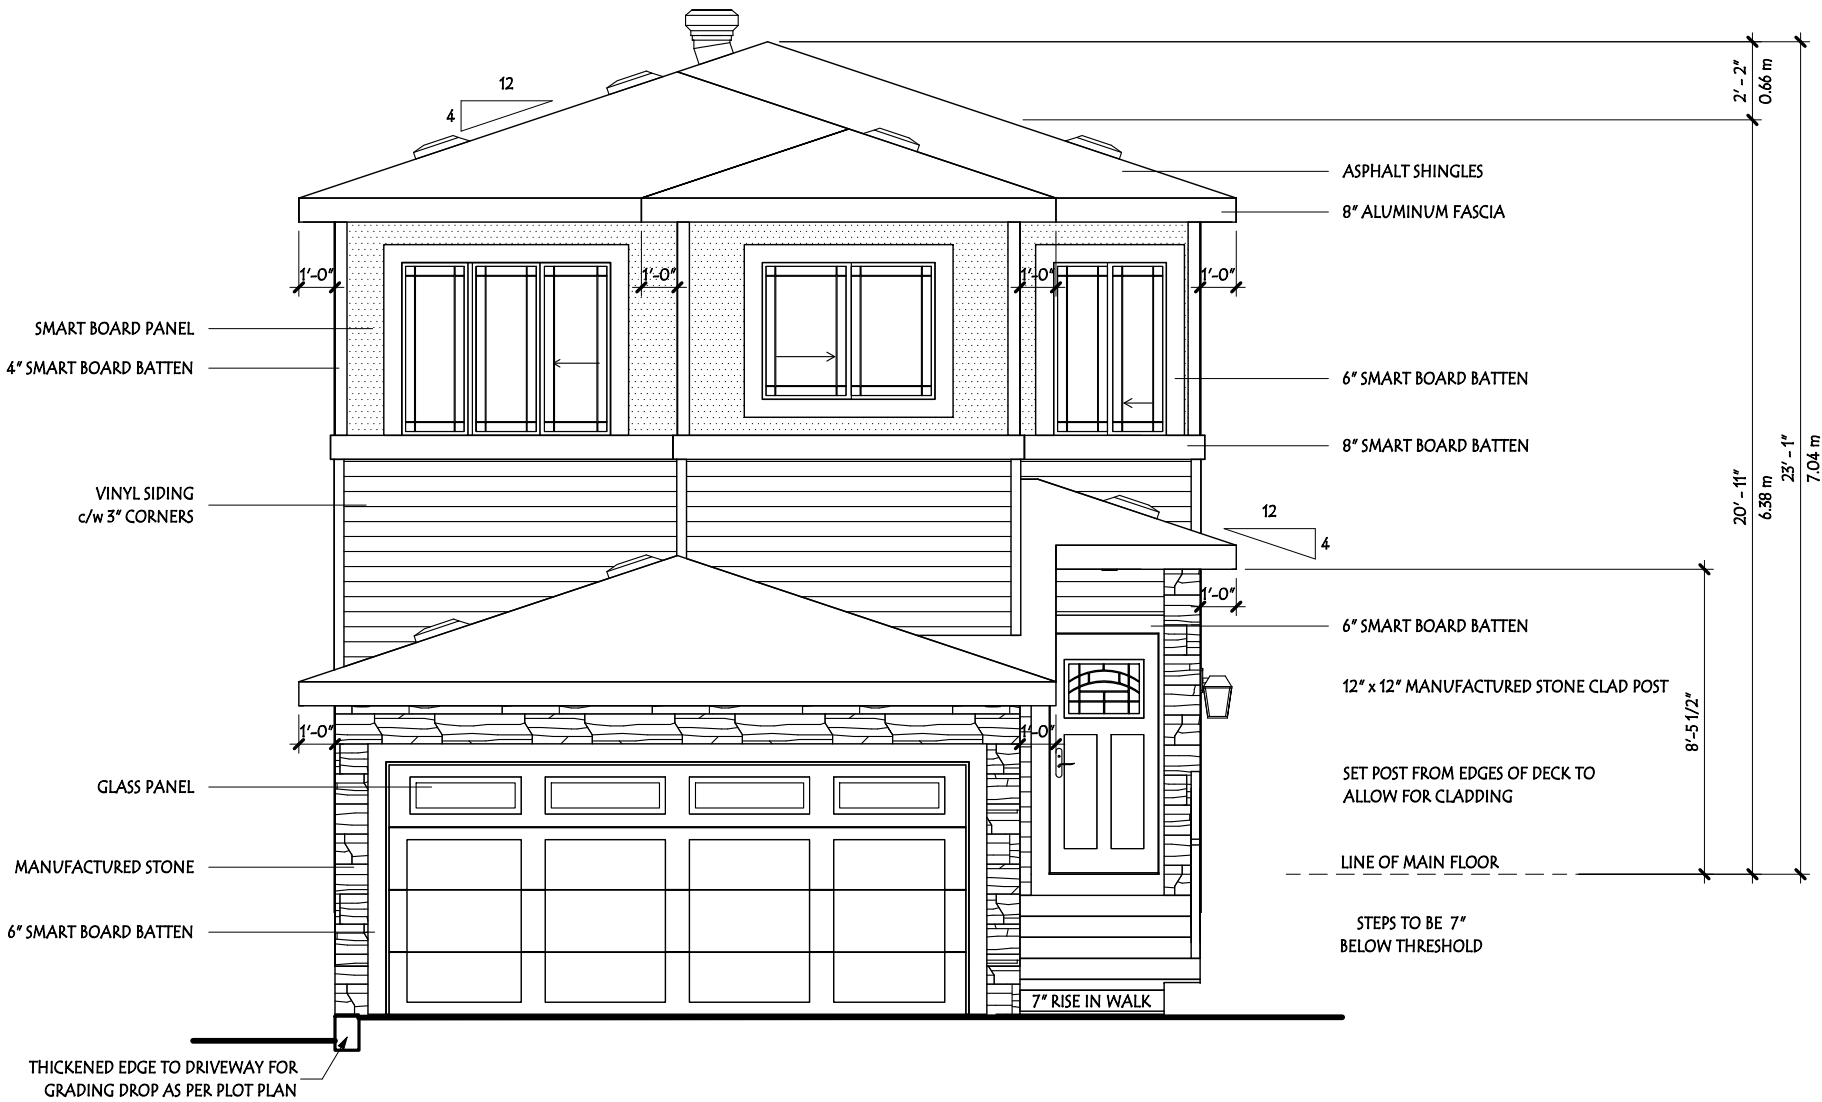 12
4
2' - 2"
0.66 m
ASPHALT SHINGLES
8" ALUMINUM FASCIA
1'-0"
1'-0"
1'-0"
1'-0"
SMART BOARD PANEL
4" SMART BOARD BATTEN
6" SMART BOARD BATTEN
8" SMART BOARD BATTEN
23' - 1"
7.04 m
20' - 11"
6.38 m
VINYL SIDING
c/w 3" CORNERS
12
4
1'-0"
6" SMART BOARD BATTEN
12" x 12" MANUFACTURED STONE CLAD POST
8'-5 1/2"
1'-0"
1'-0"
GLASS PANEL
SET POST FROM EDGES OF DECK TO
ALLOW FOR CLADDING
MANUFACTURED STONE
LINE OF MAIN FLOOR
6" SMART BOARD BATTEN
STEPS TO BE 7"
BELOW THRESHOLD
7" RISE IN WALK
THICKENED EDGE TO DRIVEWAY FOR
GRADING DROP AS PER PLOT PLAN